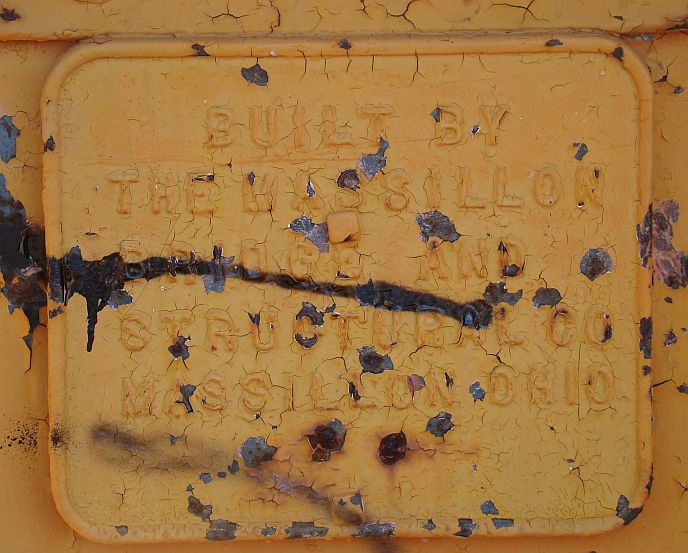 BUILT BY
THE MASSILLON
BRIDGE AND
STRUCTURAL CO
MASSILLON OHIO